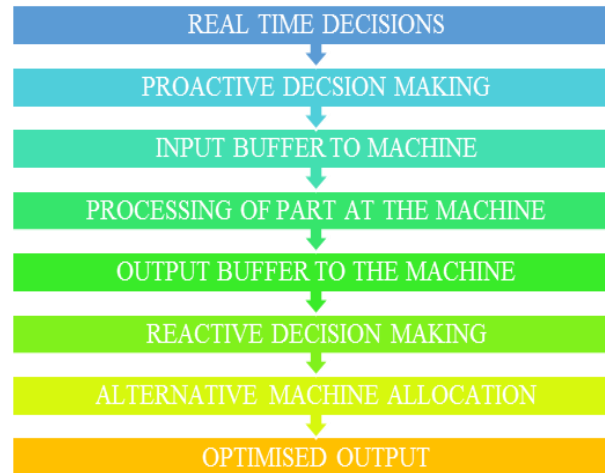 REAL TIME DECISIONS
PROACTIVE DECSION MAKING
INPUT BUFFER TO MACHINE
PROCESSING OF PART AT THE MACHINE
OUTPUT BUFFER TO THE MACHINE
REACTIVE DECISION MAKING
ALTERNATIVE MACHINE ALLOCATION
OPTIMISED OUTPUT